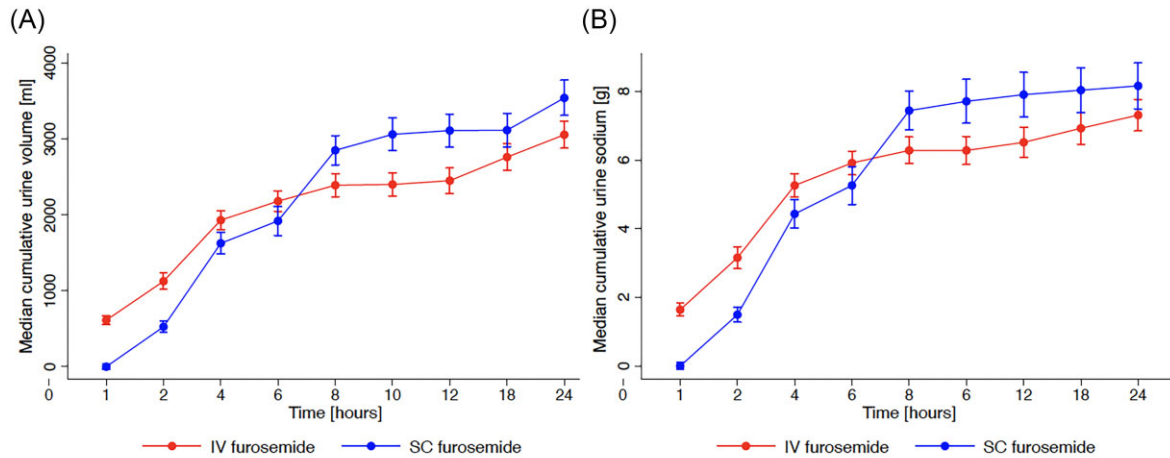 (A)
(B)
Median cumulative urine volume [ml]
4000
3000
2000
1000
0
0
1 2 4 6 8 10 12 18 24
Time [hours]
IV furosemide SC furosemide
Median cumulative urine sodium [g]
8
6
4
2
0
0
1 2 4 6 8 6 12 18 24
Time [hours]
IV furosemide SC furosemide